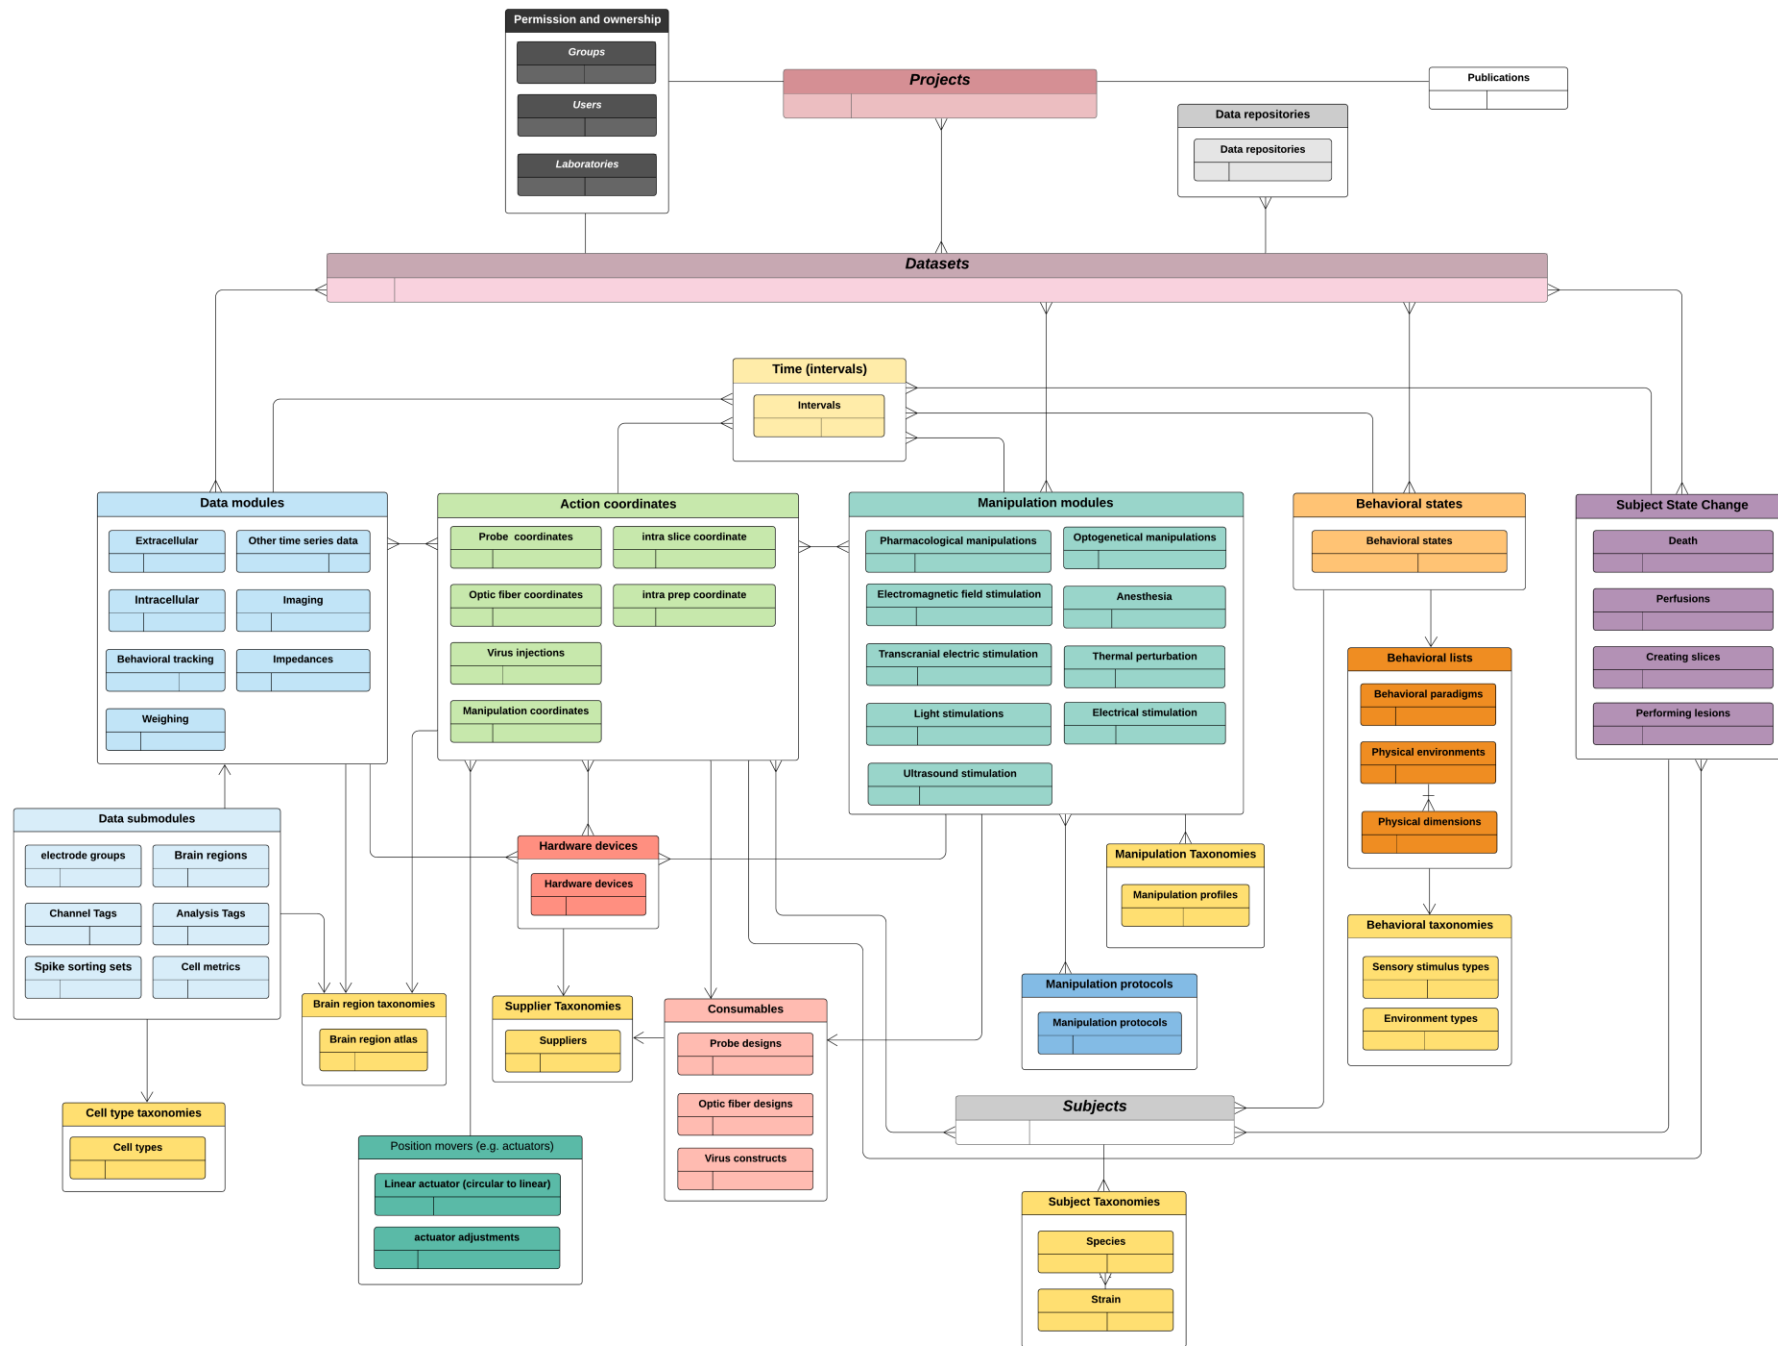 Permission and ownership
Groups
Users
Laboratories
Projects
Publications
Data repositories
Data repositories
Datasets
Time (intervals)
Intervals
Data modules
Extracellular
Other time series data
Intracellular
Imaging
Behavioral tracking
Impedances
Weighing
Action coordinates
Probe coordinates
intra slice coordinate
Optic fiber coordinates
intra prep coordinate
Virus injections
Manipulation coordinates
Manipulation modules
Pharmacological manipulations
Optogenetical manipulations
Electromagnetic field stimulation
Anesthesia
Transcranial electric stimulation
Thermal perturbation
Light stimulations
Electrical stimulation
Ultrasound stimulation
Behavioral states
Behavioral states
Subject State Change
Death
Perfusions
Creating slices
Performing lesions
Behavioral lists
Behavioral paradigms
Physical environments
Physical dimensions
Data submodules
electrode groups
Brain regions
Channel Tags
Analysis Tags
Spike sorting sets
Cell metrics
Hardware devices
Hardware devices
Manipulation Taxonomies
Manipulation profiles
Behavioral taxonomies
Sensory stimulus types
Environment types
Brain region taxonomies
Brain region atlas
Supplier Taxonomies
Suppliers
Consumables
Probe designs
Optic fiber designs
Virus constructs
Manipulation protocols
Manipulation protocols
Cell type taxonomies
Cell types
Position movers (e.g. actuators)
Linear actuator (circular to linear)
actuator adjustments
Subjects
Subject Taxonomies
Species
Strain